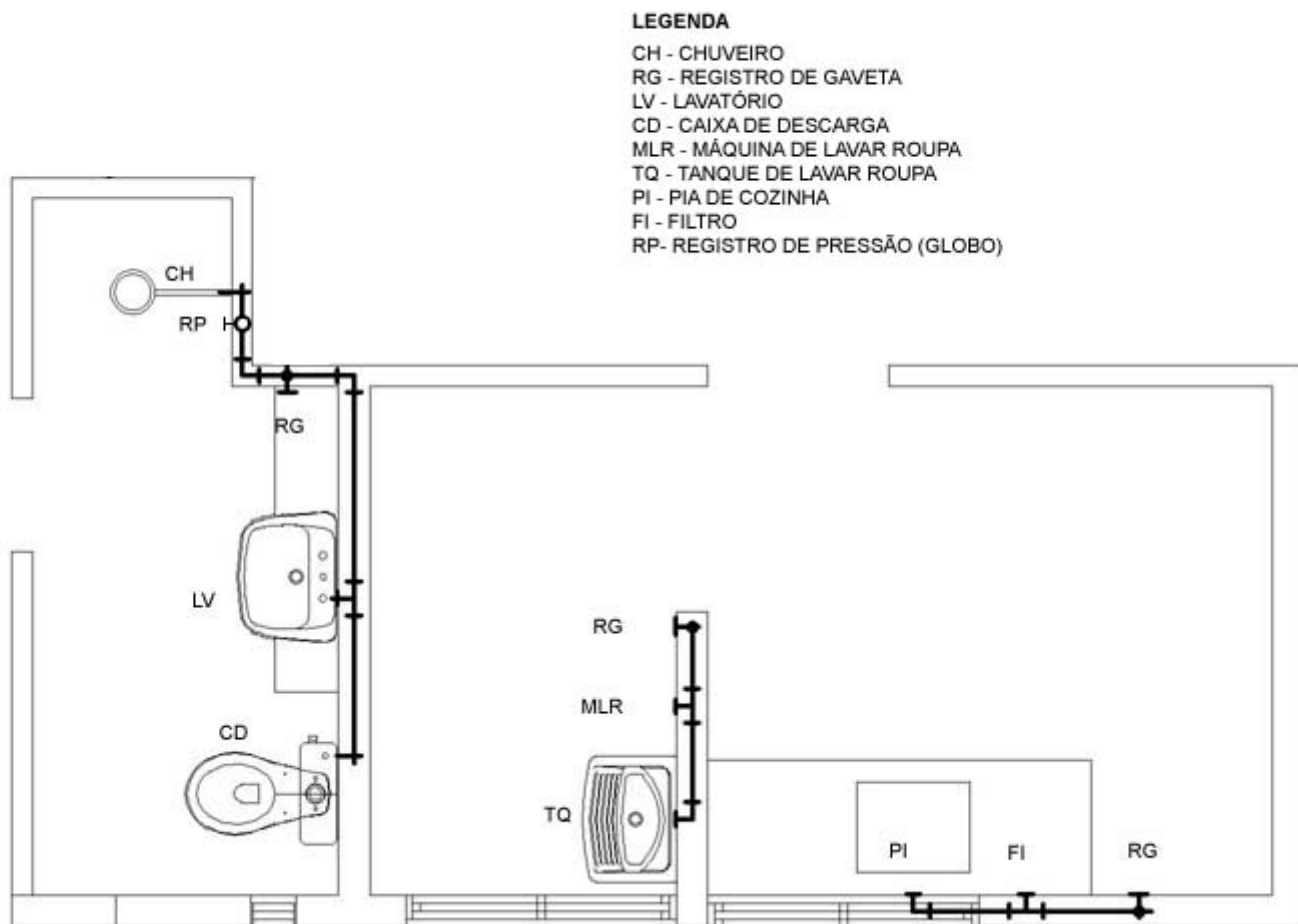 LEGENDA
CH - CHUVEIRO
RG - REGISTRO DE GAVETA
LV - LAVATÓRIO
CD - CAIXA DE DESCARGA
MLR - MÁQUINA DE LAVAR ROUPA
TQ - TANQUE DE LAVAR ROUPA
PI - PIA DE COZINHA
FI - FILTRO
RP- REGISTRO DE PRESSÃO (GLOBO)
CH
RP
RG
LV
RG
MLR
CD
TQ
PI
FI
RG